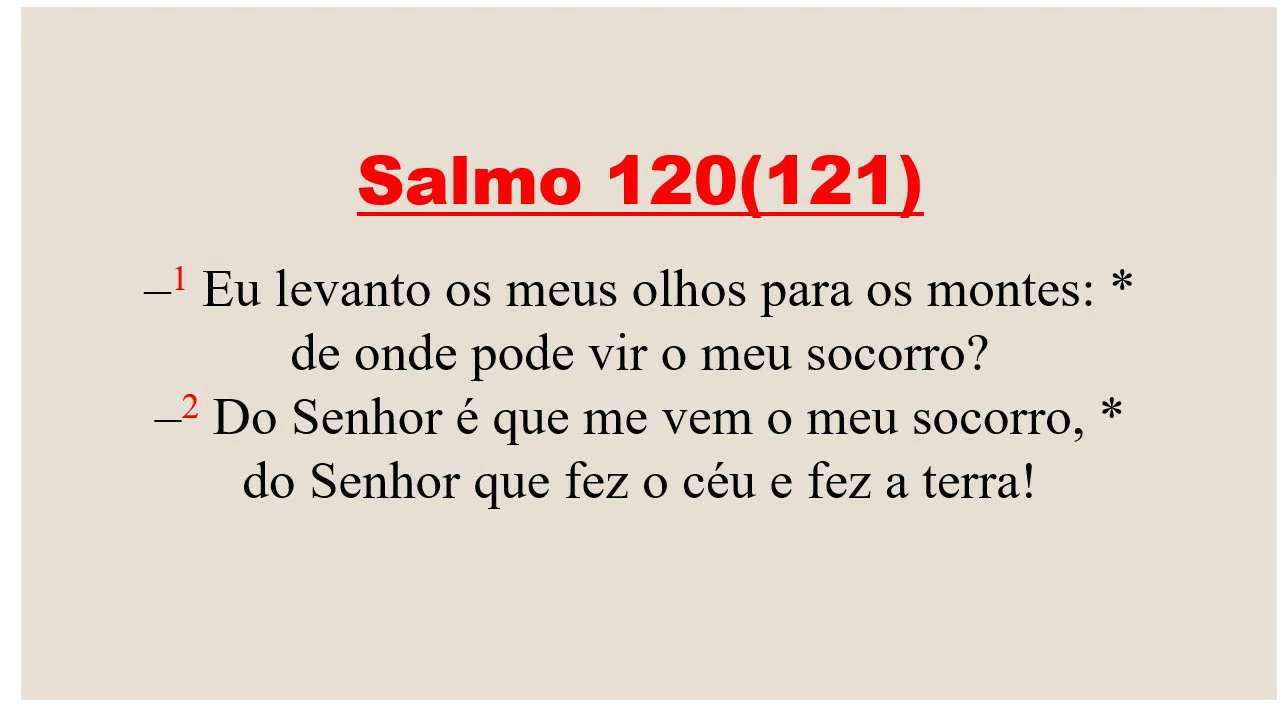 Salmo 120(121)
–¹ Eu levanto os meus olhos para os montes: *
de onde pode vir o meu socorro?
–² Do Senhor é que me vem o meu socorro, *
do Senhor que fez o céu e fez a terra!